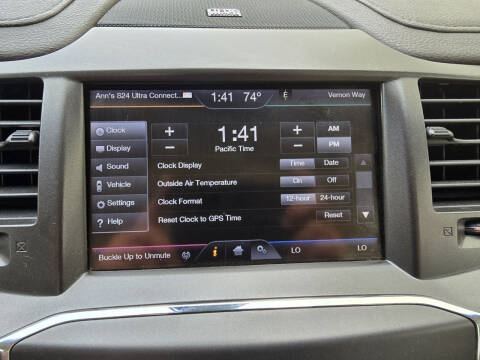 Ann's S24 Ultra Connect...
1:41 74°
E
Vernon Way
Clock
Display
Sound
Vehicle
Settings
? Help
+ 1:41 + AM
− Pacific Time − PM
Clock Display Time Date
Outside Air Temperature On Off
Clock Format 12-hour 24-hour
Reset Clock to GPS Time Reset
Buckle Up to Unmute
i
LO
LO